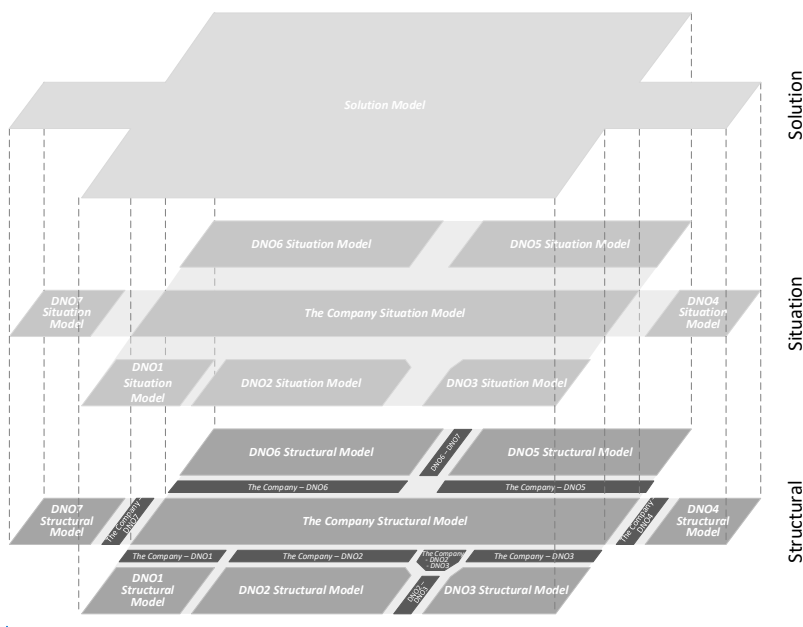 Solution Model
Solution
DNO6 Situation Model
DNO5 Situation Model
DNO7
Situation
Model
The Company Situation Model
DNO4
Situation
Model
Situation
DNO1
Situation
Model
DNO2 Situation Model
DNO3 Situation Model
DNO6 Structural Model
DNO6 – DNO7
DNO5 Structural Model
The Company – DNO6
The Company – DNO5
DNO7
Structural
Model
The Company
DNO7
The Company Structural Model
The Company
DNO4
DNO4
Structural
Model
Structural
The Company – DNO1
The Company – DNO2
The Company
- DNO2
- DNO3
The Company – DNO3
DNO1
Structural
Model
DNO2 Structural Model
DNO2 –
DNO3
DNO3 Structural Model